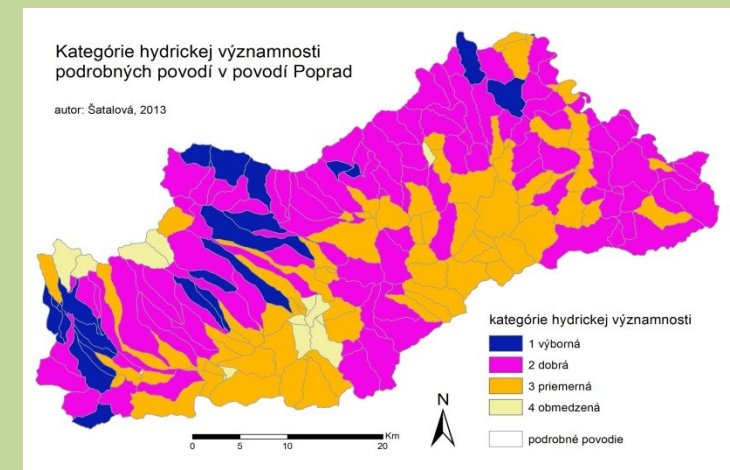 Kategórie hydrickej významnosti
podrobných povodí v povodí Poprad
autor: Šatalová, 2013
kategórie hydrickej významnosti
1 výborná
2 dobrá
3 priemerná
4 obmedzená
podrobné povodie
N
Km
0 5 10 20